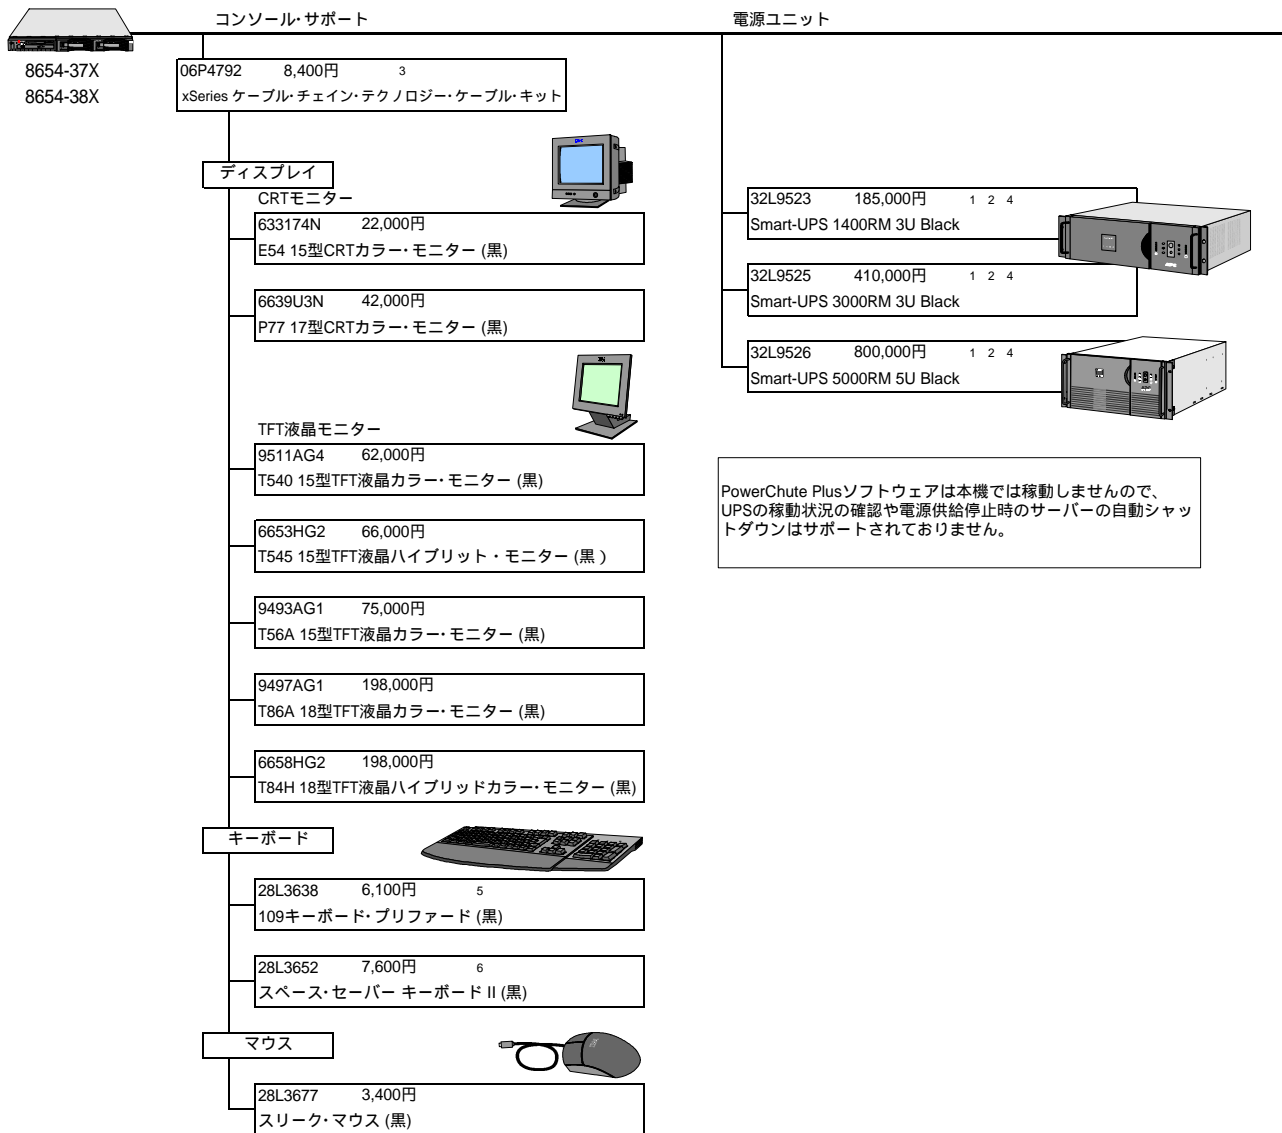 コンソール・サポート
電源ユニット
8654-37X
8654-38X
06P4792 8,400円 3
xSeries ケーブル・チェイン・テクノロジー・ケーブル・キット
ディスプレイ
CRTモニター
633174N 22,000円
E54 15型CRTカラー・モニター (黒)
6639U3N 42,000円
P77 17型CRTカラー・モニター (黒)
TFT液晶モニター
9511AG4 62,000円
T540 15型TFT液晶カラー・モニター (黒)
6653HG2 66,000円
T545 15型TFT液晶ハイブリット・モニター (黒 )
9493AG1 75,000円
T56A 15型TFT液晶カラー・モニター (黒)
9497AG1 198,000円
T86A 18型TFT液晶カラー・モニター (黒)
6658HG2 198,000円
T84H 18型TFT液晶ハイブリッドカラー・モニター (黒)
キーボード
28L3638 6,100円 5
109キーボード・プリファード (黒)
28L3652 7,600円 6
スペース・セーバー キーボード II (黒)
マウス
28L3677 3,400円
スリーク・マウス (黒)
32L9523 185,000円 1 2 4
Smart-UPS 1400RM 3U Black
32L9525 410,000円 1 2 4
Smart-UPS 3000RM 3U Black
32L9526 800,000円 1 2 4
Smart-UPS 5000RM 5U Black
PowerChute Plusソフトウェアは本機では稼動しませんので、
UPSの稼動状況の確認や電源供給停止時のサーバーの自動シャッ
トダウンはサポートされておりません。